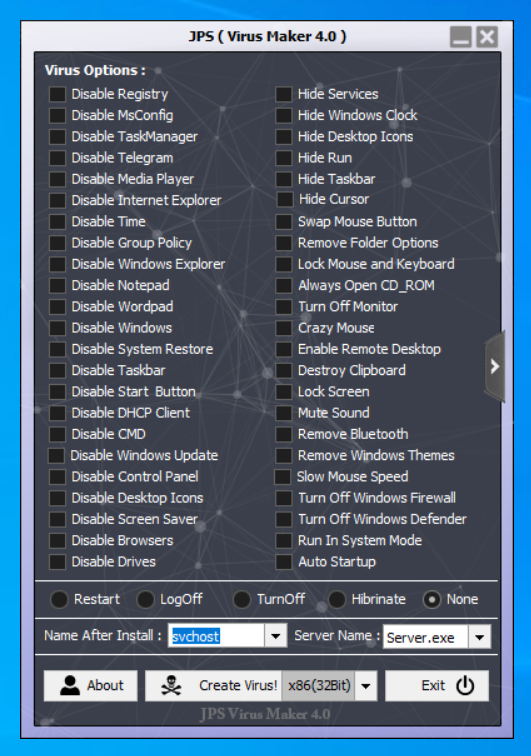 JPS ( Virus Maker 4.0 )
Virus Options :
Disable Registry
Disable MsConfig
Disable TaskManager
Disable Telegram
Disable Media Player
Disable Internet Explorer
Disable Time
Disable Group Policy
Disable Windows Explorer
Disable Notepad
Disable Wordpad
Disable Windows
Disable System Restore
Disable Taskbar
Disable Start Button
Disable DHCP Client
Disable CMD
Disable Windows Update
Disable Control Panel
Disable Desktop Icons
Disable Screen Saver
Disable Browsers
Disable Drives
Hide Services
Hide Windows Clock
Hide Desktop Icons
Hide Run
Hide Taskbar
Hide Cursor
Swap Mouse Button
Remove Folder Options
Lock Mouse and Keyboard
Always Open CD_ROM
Turn Off Monitor
Crazy Mouse
Enable Remote Desktop
Destroy Clipboard
Lock Screen
Mute Sound
Remove Bluetooth
Remove Windows Themes
Slow Mouse Speed
Turn Off Windows Firewall
Turn Off Windows Defender
Run In System Mode
Auto Startup
Restart LogOff TurnOff Hibrinate None
Name After Install : svchost Server Name : Server.exe
About Create Virus! x86(32Bit) Exit
JPS Virus Maker 4.0